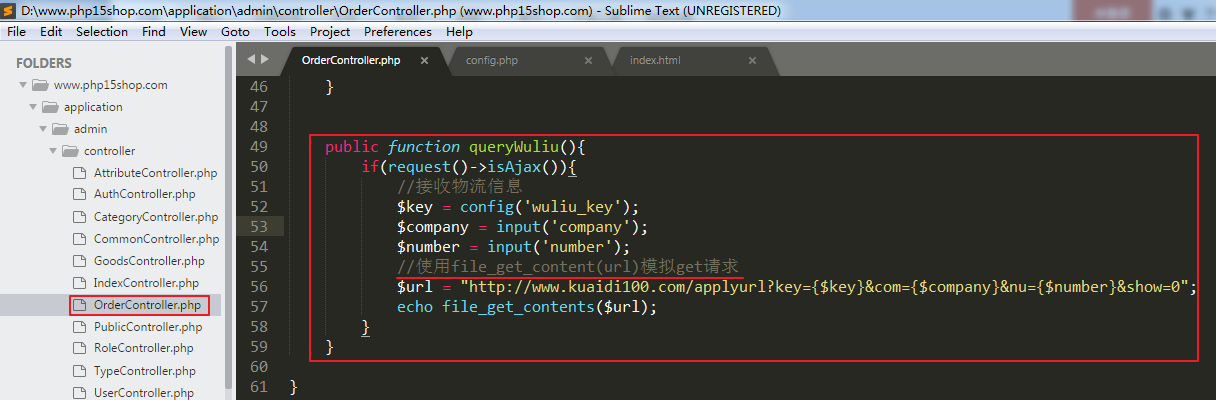 D:\www.php15shop.com\application\admin\controller\OrderController.php (www.php15shop.com) - Sublime Text (UNREGISTERED)
File Edit Selection Find View Goto Tools Project Preferences Help
FOLDERS
www.php15shop.com
application
admin
controller
AttributeController.php
AuthController.php
CategoryController.php
CommonController.php
GoodsController.php
IndexController.php
OrderController.php
PublicController.php
RoleController.php
TypeController.php
UserController.php
OrderController.php × config.php × index.html ×
46 }
47
48
49 public function queryWuliu(){
50 if(request()->isAjax()){
51 //接收物流信息
52 $key = config('wuliu_key');
53 $company = input('company');
54 $number = input('number');
55 //使用file_get_content(url)模拟get请求
56 $url = "http://www.kuaidi100.com/applyurl?key={$key}&com={$company}&nu={$number}&show=0";
57 echo file_get_contents($url);
58 }
59 }
60
61 }